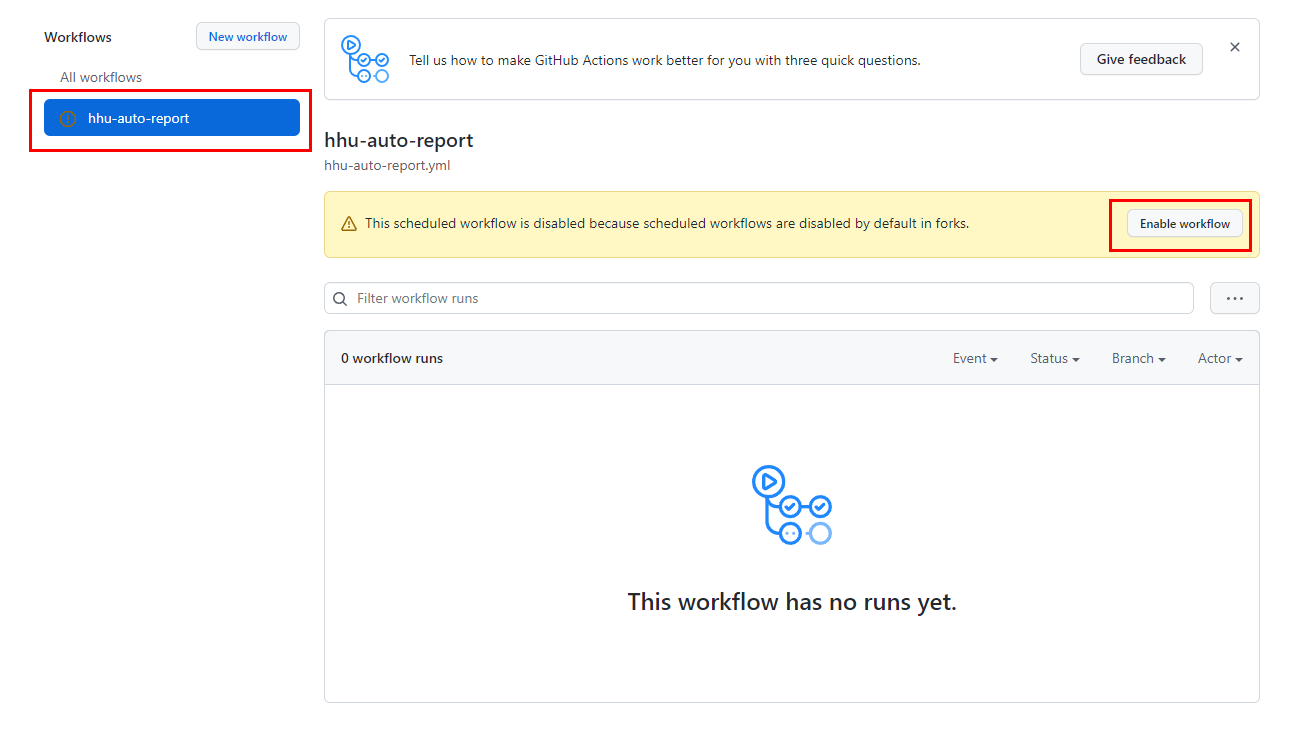 Workflows
New workflow
All workflows
hhu-auto-report
Tell us how to make GitHub Actions work better for you with three quick questions.
Give feedback
hhu-auto-report
hhu-auto-report.yml
This scheduled workflow is disabled because scheduled workflows are disabled by default in forks.
Enable workflow
Filter workflow runs
0 workflow runs
Event
Status
Branch
Actor
This workflow has no runs yet.